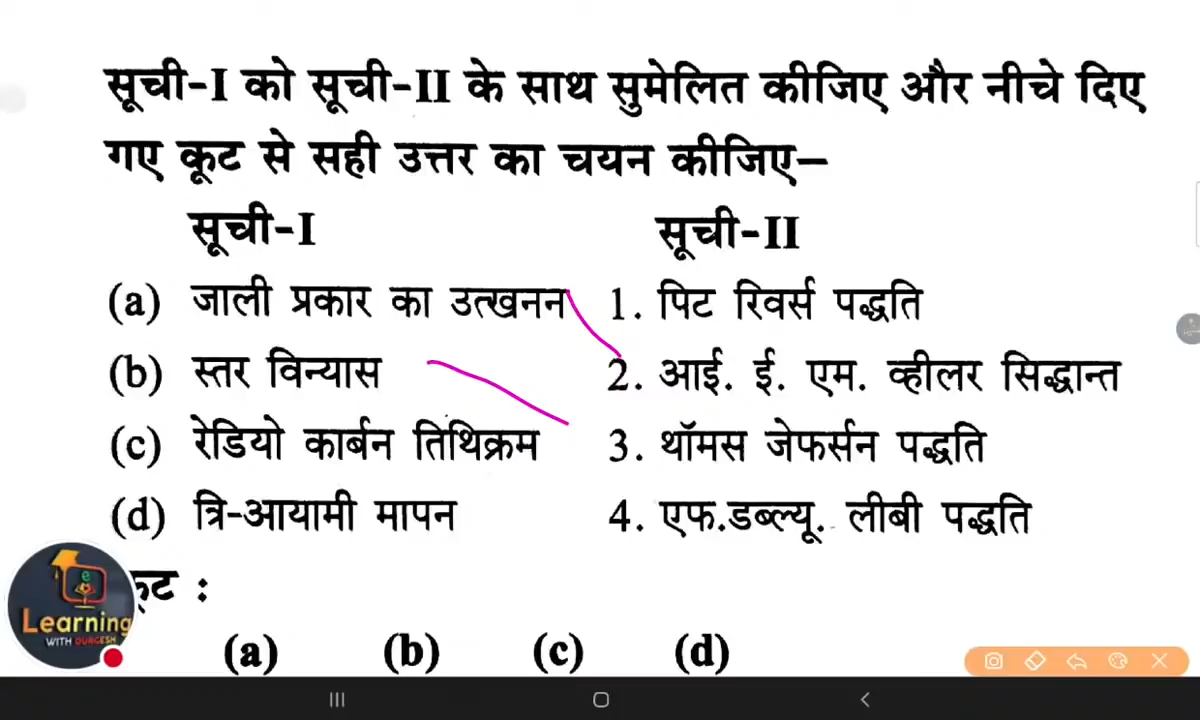 सूची-I को सूची-II के साथ सुमेलित कीजिए और नीचे दिए
गए कूट से सही उत्तर का चयन कीजिए–
सूची-I सूची-II
(a) जाली प्रकार का उत्खनन 1. पिट रिवर्स पद्धति
(b) स्तर विन्यास 2. आई. ई. एम. व्हीलर सिद्धान्त
(c) रेडियो कार्बन तिथिक्रम 3. थॉमस जेफर्सन पद्धति
(d) त्रि-आयामी मापन 4. एफ.डब्ल्यू. लीबी पद्धति
कूट :
(a) (b) (c) (d)
e
Learning
WITH DURGESH